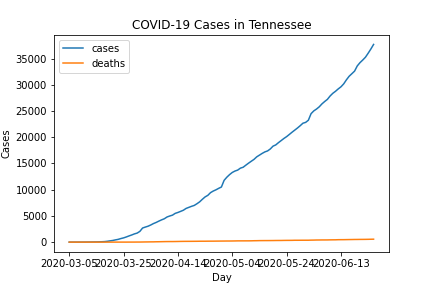 COVID-19 Cases in Tennessee
cases
deaths
35000
30000
25000
20000
15000
10000
5000
0
Cases
2020-03-05 2020-03-25 2020-04-14 2020-05-04 2020-05-24 2020-06-13
Day